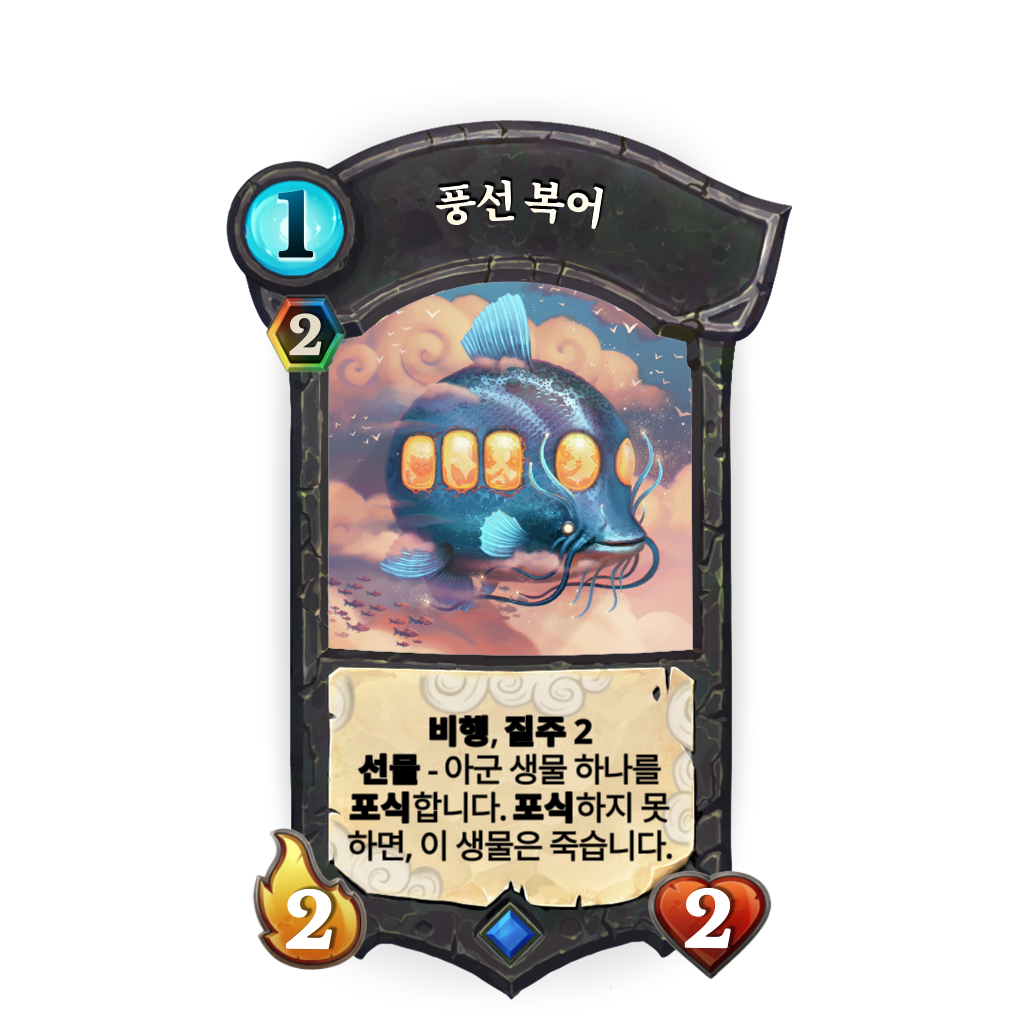 풍선 복어
1
2
비행, 질주 2
선물 - 아군 생물 하나를
포식합니다. 포식하지 못
하면, 이 생물은 죽습니다.
2
2